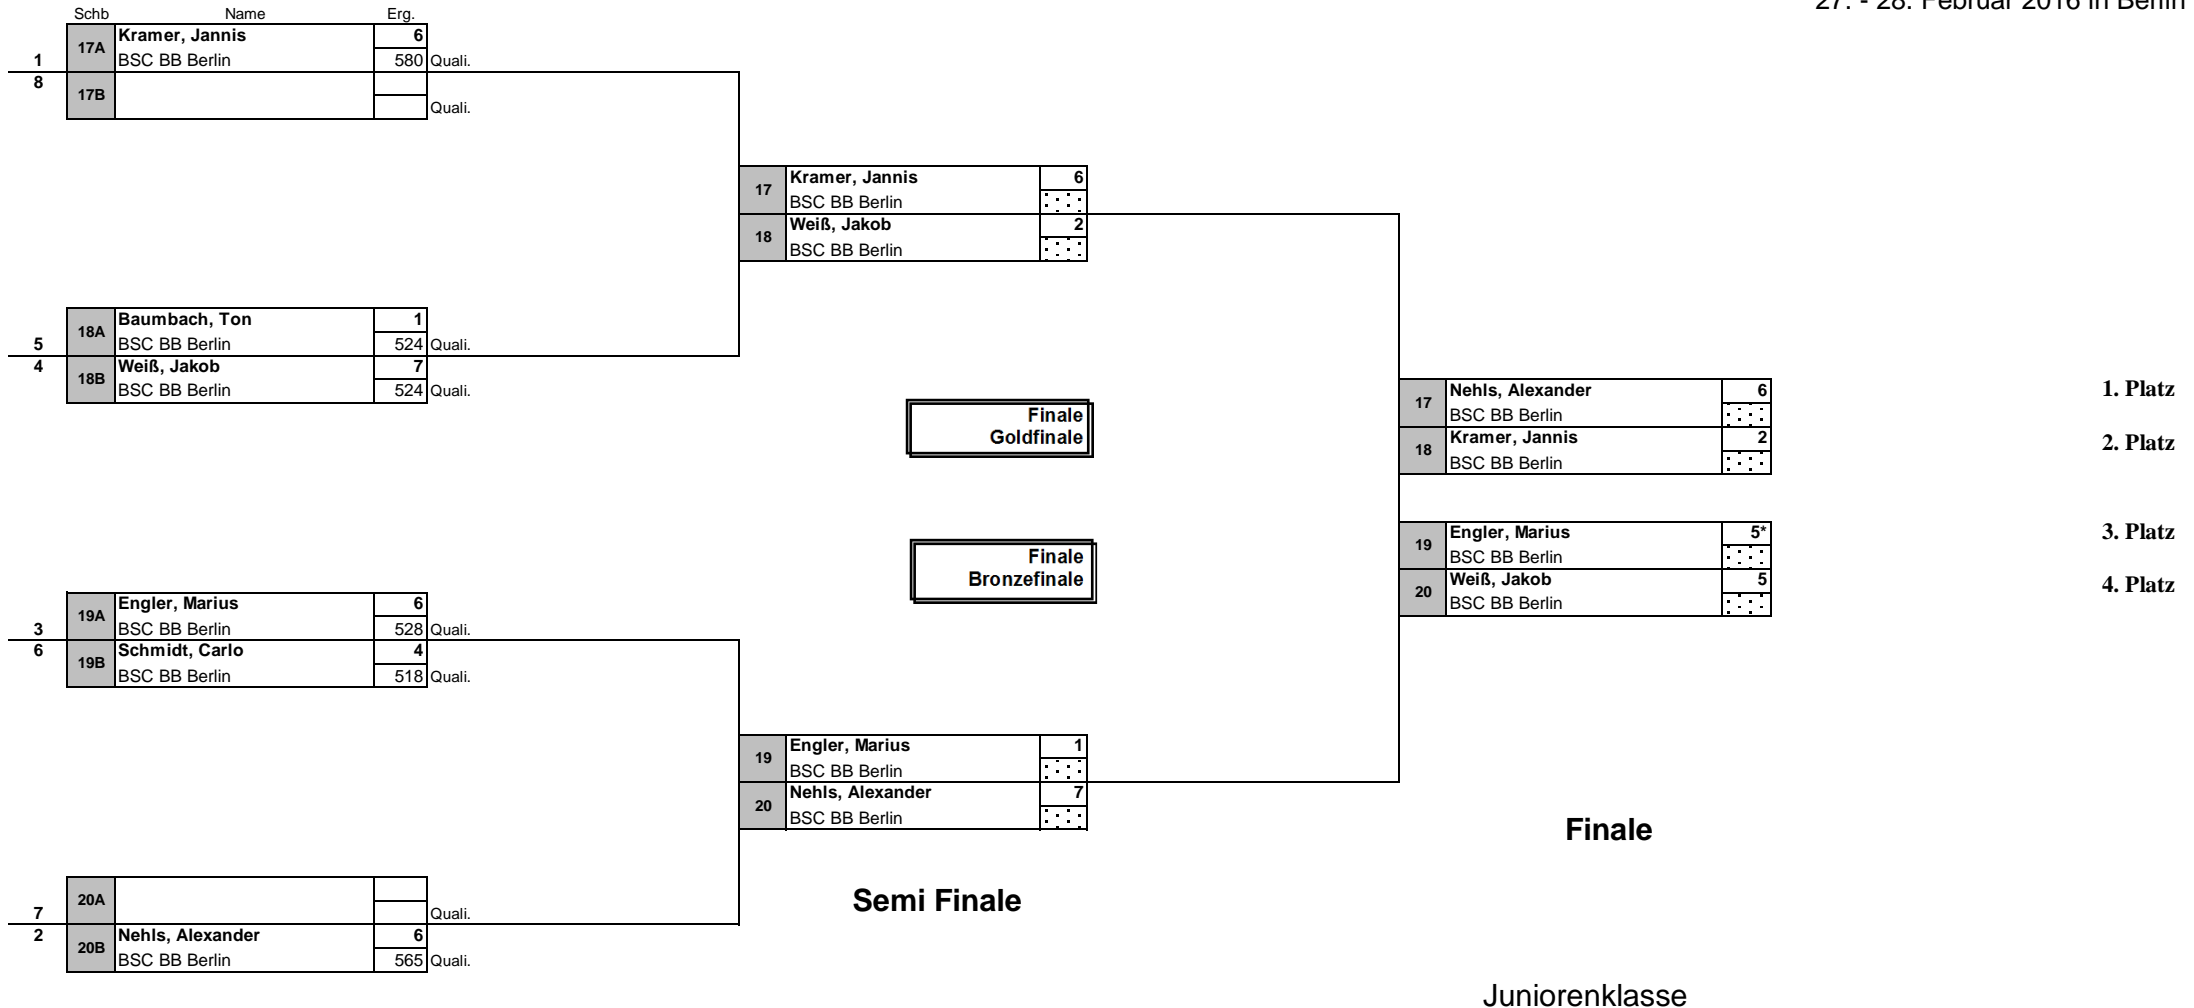 27. - 28. Februar 2016 in Berlin
Schb Name Erg.
17A Kramer, Jannis 6
1 BSC BB Berlin 580 Quali.
8
17B
Quali.
17 Kramer, Jannis 6
BSC BB Berlin
18 Weiß, Jakob 2
BSC BB Berlin
18A Baumbach, Ton 1
5 BSC BB Berlin 524 Quali.
4 18B Weiß, Jakob 7
BSC BB Berlin 524 Quali.
Finale
Goldfinale
17 Nehls, Alexander 6 1. Platz
BSC BB Berlin
18 Kramer, Jannis 2 2. Platz
BSC BB Berlin
Finale
Bronzefinale
19 Engler, Marius 5* 3. Platz
BSC BB Berlin
20 Weiß, Jakob 5 4. Platz
BSC BB Berlin
19A Engler, Marius 6
3 BSC BB Berlin 528 Quali.
6 19B Schmidt, Carlo 4
BSC BB Berlin 518 Quali.
19 Engler, Marius 1
BSC BB Berlin
20 Nehls, Alexander 7
BSC BB Berlin
Finale
Semi Finale
20A
7 Quali.
2 20B Nehls, Alexander 6
BSC BB Berlin 565 Quali.
Juniorenklasse